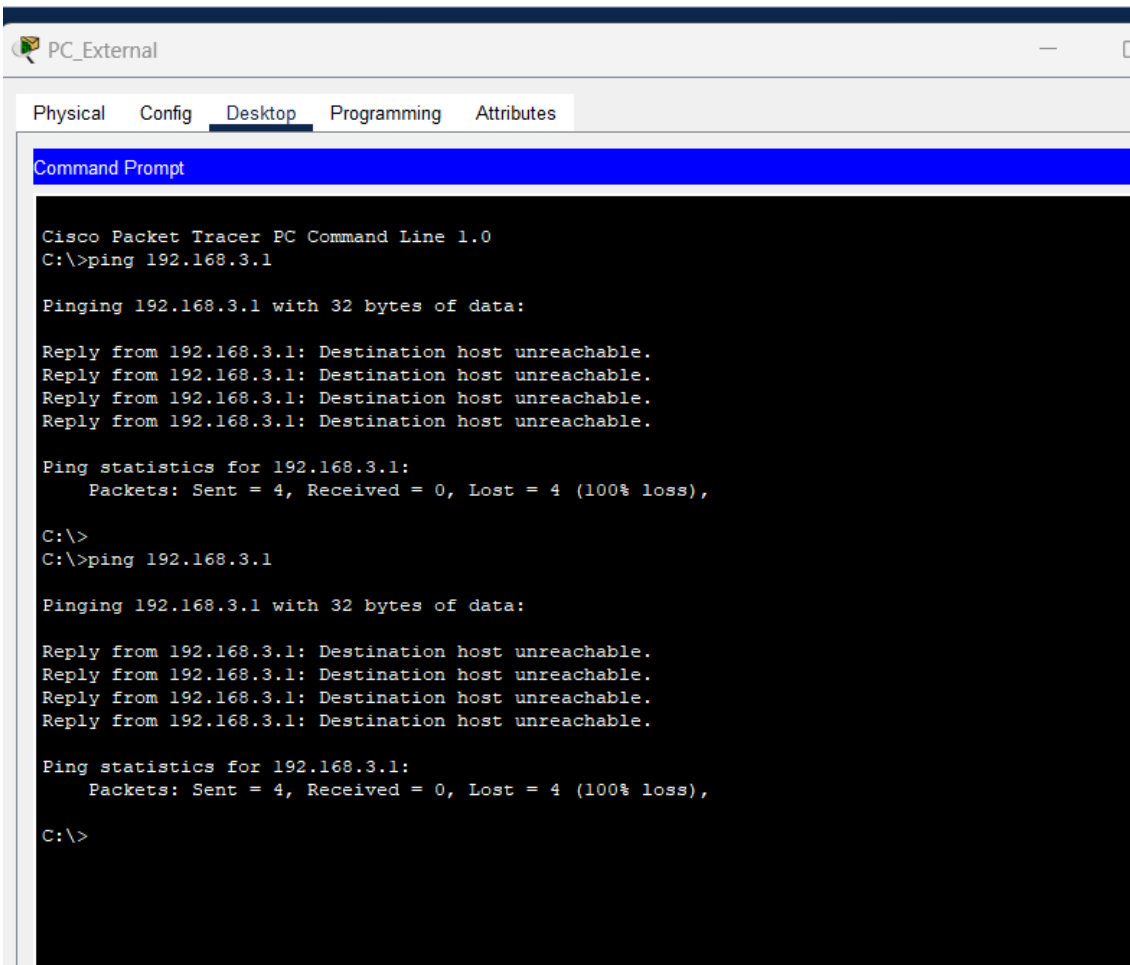 PC_External
Physical Config Desktop Programming Attributes
Command Prompt
Cisco Packet Tracer PC Command Line 1.0
C:\>ping 192.168.3.1
Pinging 192.168.3.1 with 32 bytes of data:
Reply from 192.168.3.1: Destination host unreachable.
Reply from 192.168.3.1: Destination host unreachable.
Reply from 192.168.3.1: Destination host unreachable.
Reply from 192.168.3.1: Destination host unreachable.
Ping statistics for 192.168.3.1:
Packets: Sent = 4, Received = 0, Lost = 4 (100% loss),
C:\>
C:\>ping 192.168.3.1
Pinging 192.168.3.1 with 32 bytes of data:
Reply from 192.168.3.1: Destination host unreachable.
Reply from 192.168.3.1: Destination host unreachable.
Reply from 192.168.3.1: Destination host unreachable.
Reply from 192.168.3.1: Destination host unreachable.
Ping statistics for 192.168.3.1:
Packets: Sent = 4, Received = 0, Lost = 4 (100% loss),
C:\>